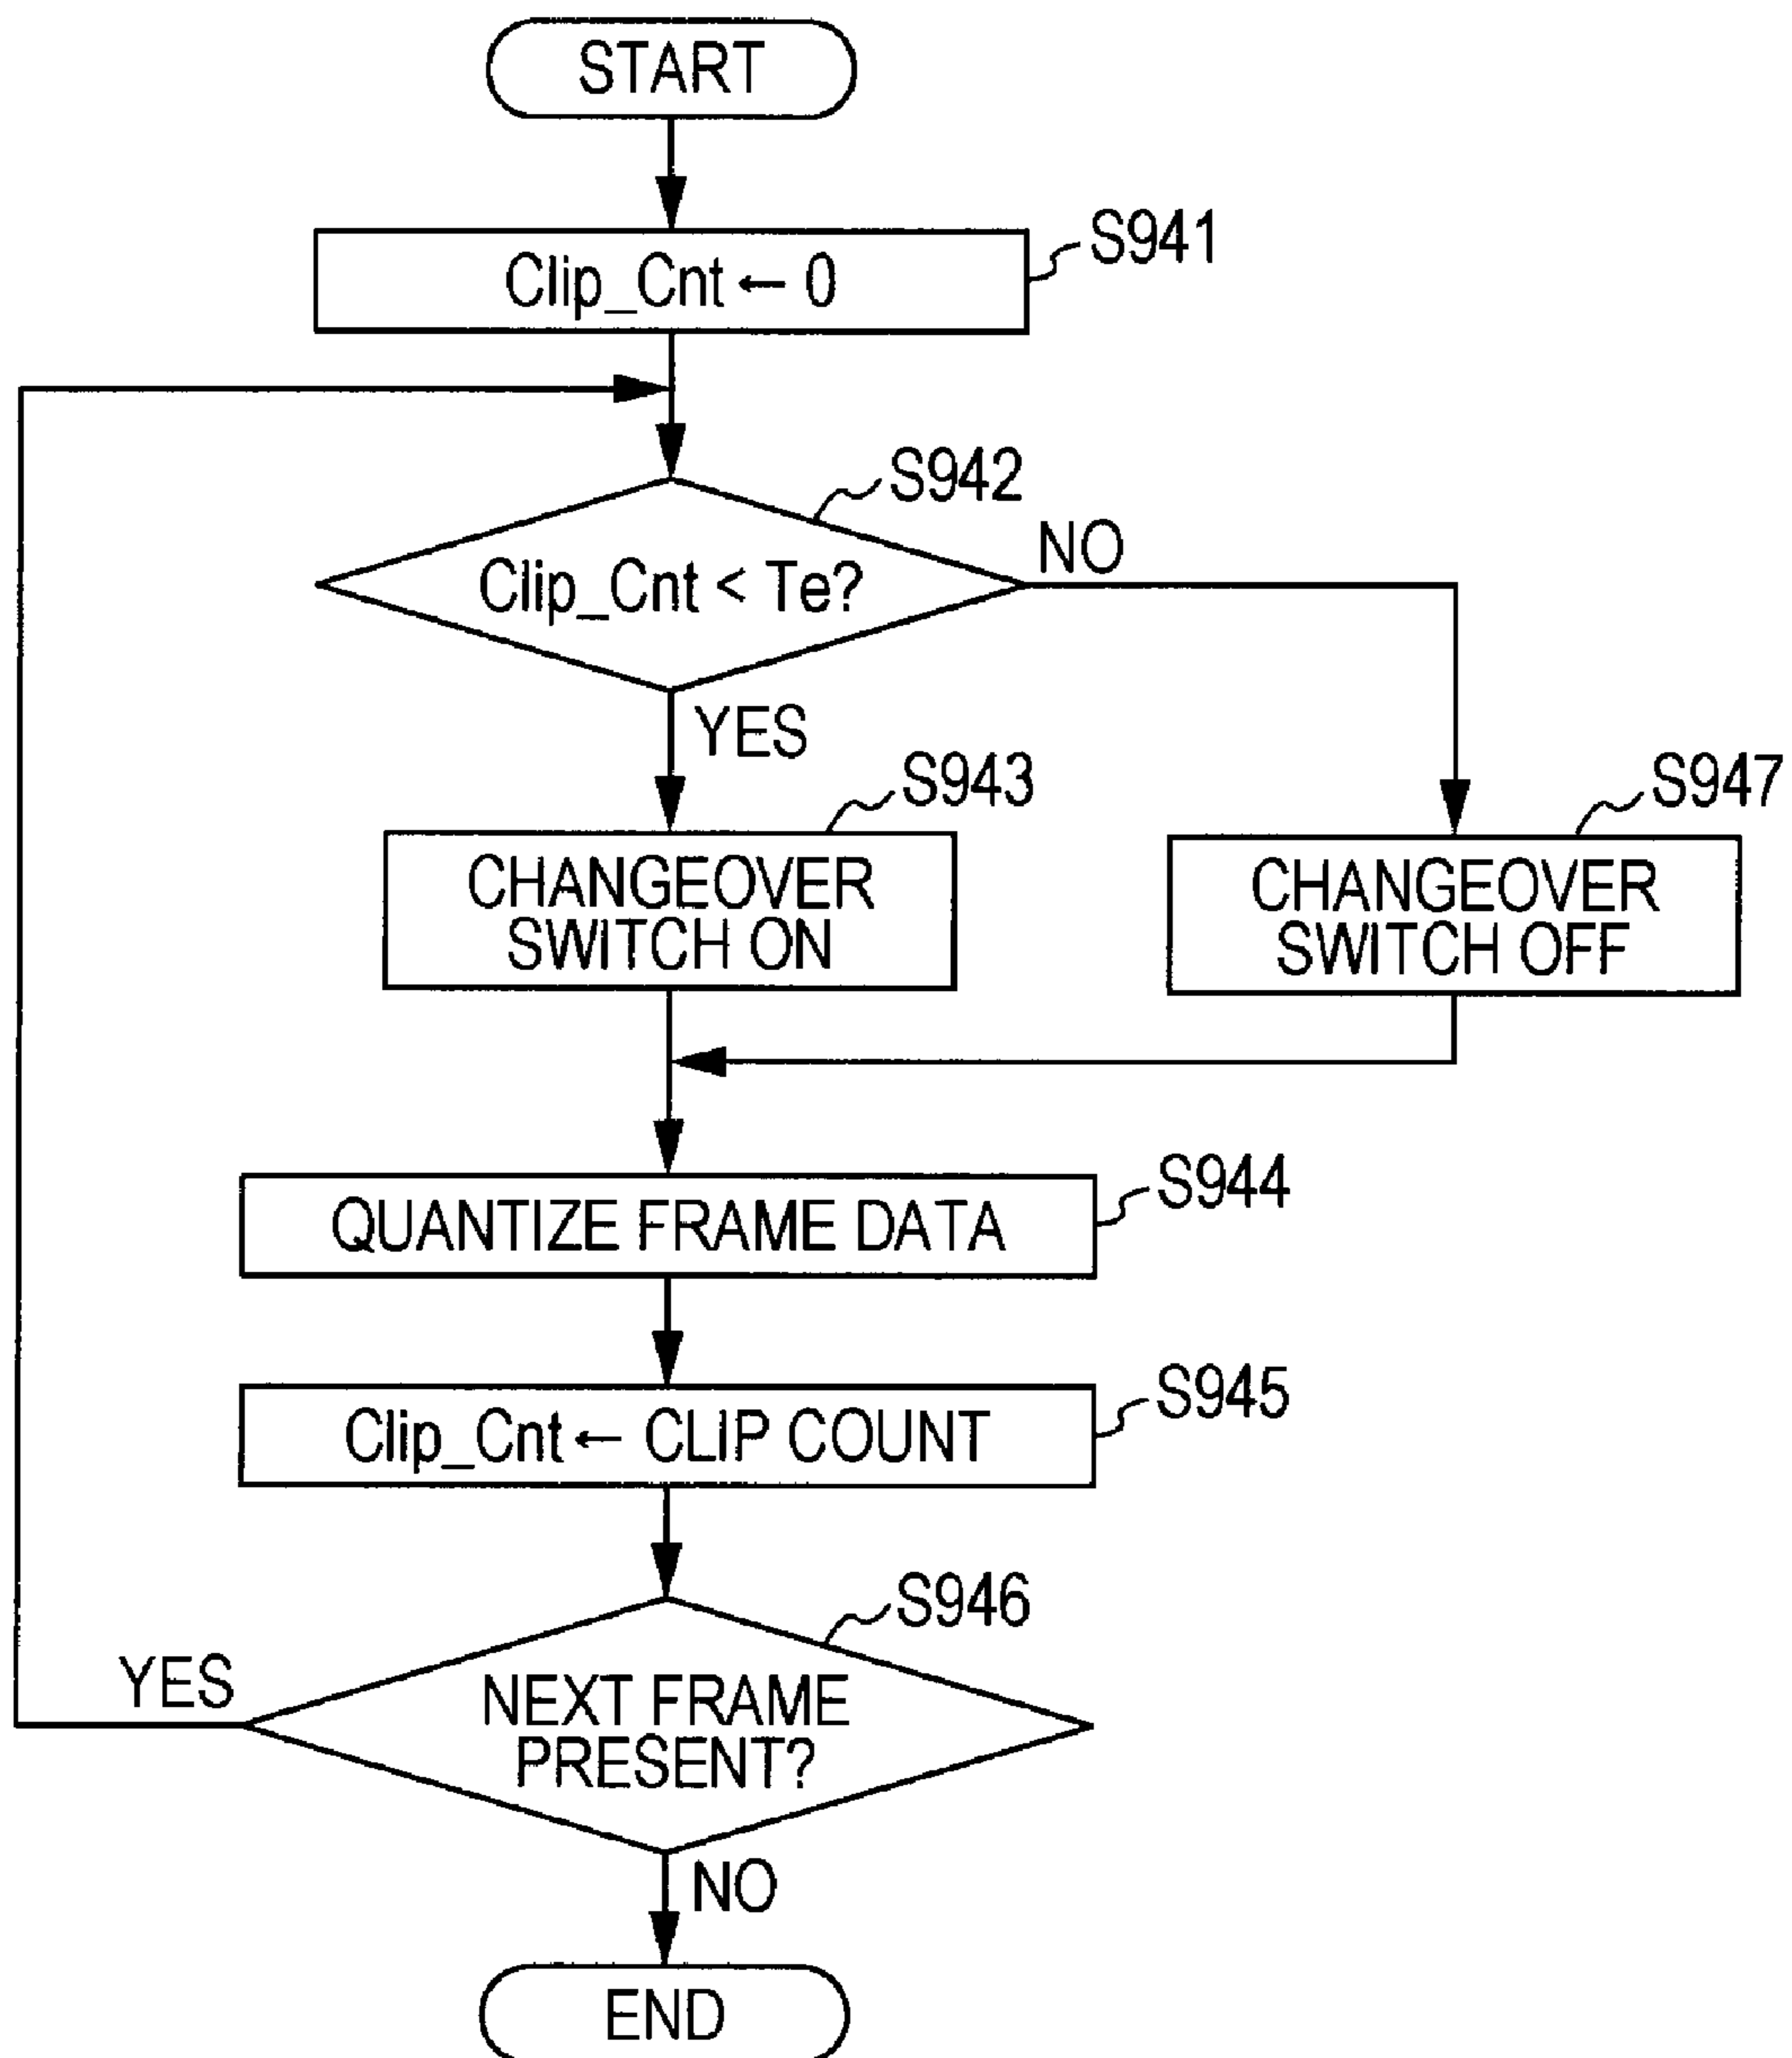 START
S941
Clip_Cnt ← 0
S942
Clip_Cnt < Te?
NO
YES
S943
CHANGEOVER
SWITCH ON
S947
CHANGEOVER
SWITCH OFF
S944
QUANTIZE FRAME DATA
S945
Clip_Cnt ← CLIP COUNT
S946
YES
NEXT FRAME
PRESENT?
NO
END